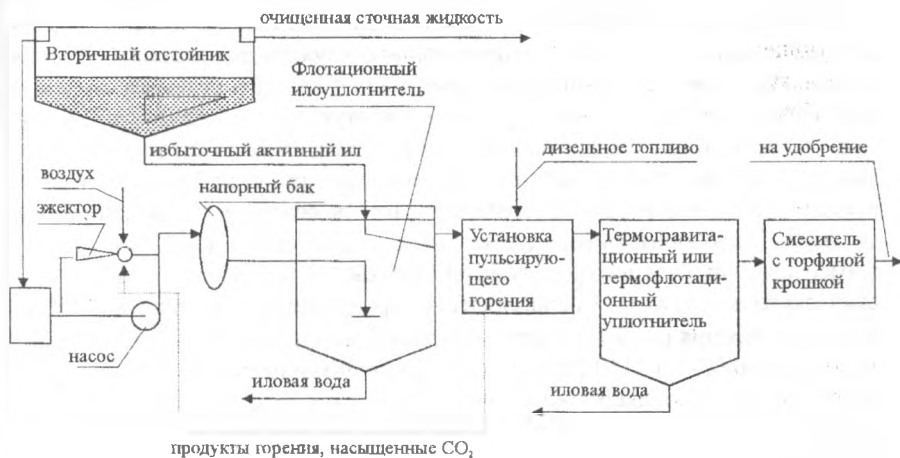 очищенная сточная жидкость
Вторичный отстойник
Флотационный
илоуплотнитель
избыточный активный ил
дизельное топливо
на удобрение
воздух
напорный бак
эжектор
Установка
пульсирую-
щего
горения
Термогравита-
ционный или
термофлотаци-
онный
уплотнитель
Смеситель
с торфяной
крошкой
насос
иловая вода
иловая вода
продукты горения, насыщенные CO₂